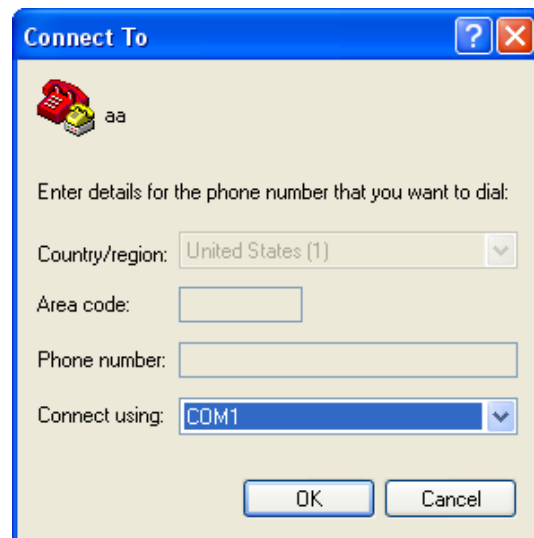 Connect To
aa
Enter details for the phone number that you want to dial:
Country/region: United States (1)
Area code:
Phone number:
Connect using: COM1
OK Cancel